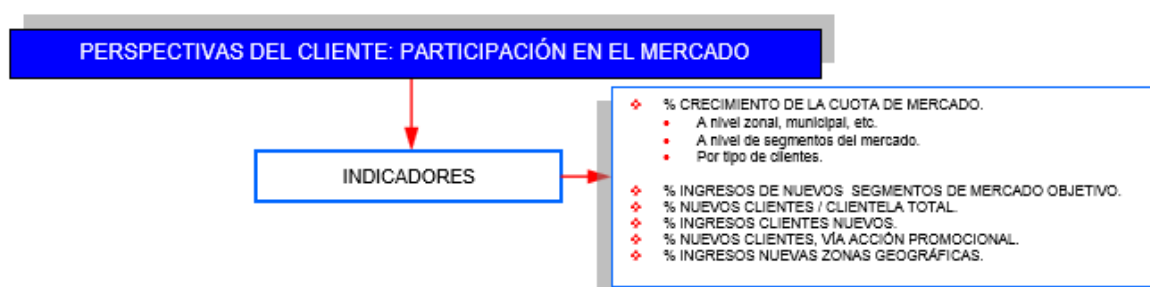 PERSPECTIVAS DEL CLIENTE: PARTICIPACIÓN EN EL MERCADO
INDICADORES
% CRECIMIENTO DE LA CUOTA DE MERCADO.
A nivel zonal, municipal, etc.
A nivel de segmentos del mercado.
Por tipo de clientes.
% INGRESOS DE NUEVOS SEGMENTOS DE MERCADO OBJETIVO.
% NUEVOS CLIENTES / CLIENTELA TOTAL.
% INGRESOS CLIENTES NUEVOS.
% NUEVOS CLIENTES, VÍA ACCIÓN PROMOCIONAL.
% INGRESOS NUEVAS ZONAS GEOGRÁFICAS.